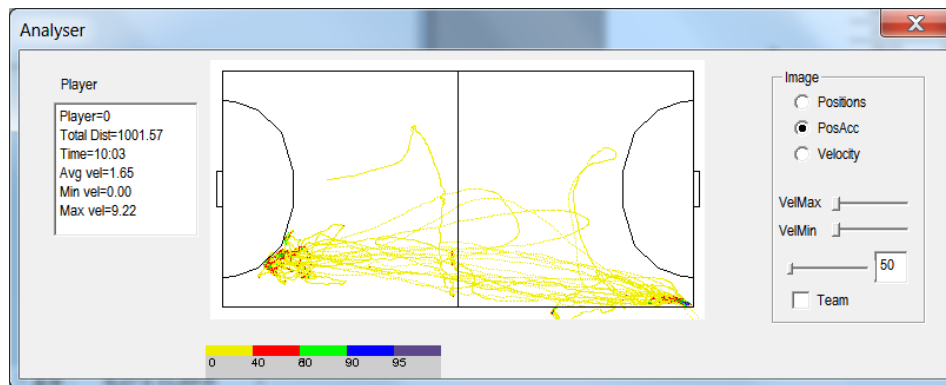 Analyser
X
Player
Player=0
Total Dist=1001.57
Time=10:03
Avg vel=1.65
Min vel=0.00
Max vel=9.22
Image
Positions
PosAcc
Velocity
VelMax
VelMin
50
Team
0 40 80 90 95